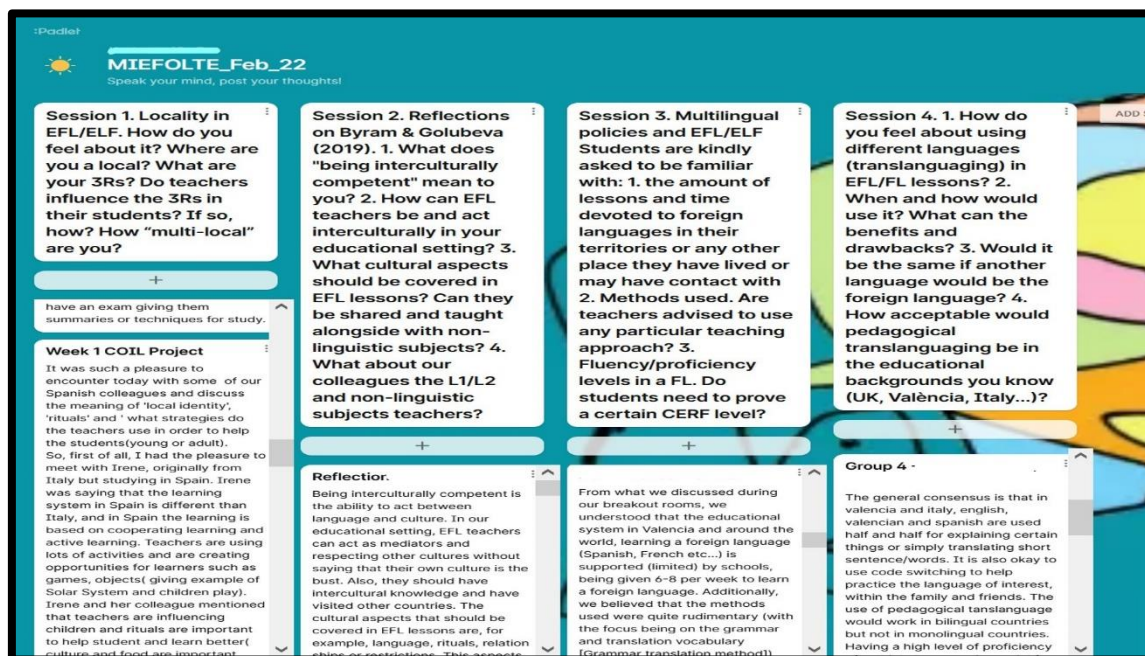 :Padlet
MIEFOLTE_Feb_22
Speak your mind, post your thoughts!
Session 1. Locality in
EFL/ELF. How do you
feel about it? Where are
you a local? What are
your 3Rs? Do teachers
influence the 3Rs in
their students? If so,
how? How “multi-local”
are you?
+
have an exam giving them
summaries or techniques for study.
Week 1 COIL Project
It was such a pleasure to
encounter today with some of our
Spanish colleagues and discuss
the meaning of 'local identity',
'rituals' and ' what strategies do
the teachers use in order to help
the students(young or adult).
So, first of all, I had the pleasure to
meet with Irene, originally from
Italy but studying in Spain. Irene
was saying that the learning
system in Spain is different than
Italy, and in Spain the learning is
based on cooperating learning and
active learning. Teachers are using
lots of activities and are creating
opportunities for learners such as
games, objects( giving example of
Solar System and children play).
Irene and her colleague mentioned
that teachers are influencing
children and rituals are important
to help student and learn better(
culture and food are important
Session 2. Reflections
on Byram & Golubeva
(2019). 1. What does
"being interculturally
competent" mean to
you? 2. How can EFL
teachers be and act
interculturally in your
educational setting? 3.
What cultural aspects
should be covered in
EFL lessons? Can they
be shared and taught
alongside with non-
linguistic subjects? 4.
What about our
colleagues the L1/L2
and non-linguistic
subjects teachers?
+
Reflection.
Being interculturally competent is
the ability to act between
language and culture. In our
educational setting, EFL teachers
can act as mediators and
respecting other cultures without
saying that their own culture is the
bust. Also, they should have
intercultural knowledge and have
visited other countries. The
cultural aspects that should be
covered in EFL lessons are, for
example, language, rituals, relation
ships or restrictions. This aspects
Session 3. Multilingual
policies and EFL/ELF
Students are kindly
asked to be familiar
with: 1. the amount of
lessons and time
devoted to foreign
languages in their
territories or any other
place they have lived or
may have contact with
2. Methods used. Are
teachers advised to use
any particular teaching
approach? 3.
Fluency/proficiency
levels in a FL. Do
students need to prove
a certain CERF level?
+
From what we discussed during
our breakout rooms, we
understood that the educational
system in Valencia and around the
world, learning a foreign language
(Spanish, French etc...) is
supported (limited) by schools,
being given 6-8 per week to learn
a foreign language. Additionally,
we believed that the methods
used were quite rudimentary (with
the focus being on the grammar
and translation vocabulary
[Grammar translation method])
Session 4. 1. How do
you feel about using
different languages
(translanguaging) in
EFL/FL lessons? 2.
When and how would
use it? What can the
benefits and
drawbacks? 3. Would it
be the same if another
language would be the
foreign language? 4.
How acceptable would
pedagogical
translanguaging be in
the educational
backgrounds you know
(UK, València, Italy...)?
+
Group 4 -
The general consensus is that in
valencia and italy, english,
valencian and spanish are used
half and half for explaining certain
things or simply translating short
sentence/words. It is also okay to
use code switching to help
practice the language of interest,
within the family and friends. The
use of pedagogical tanslanguage
would work in bilingual countries
but not in monolingual countries.
Having a high level of proficiency
ADD